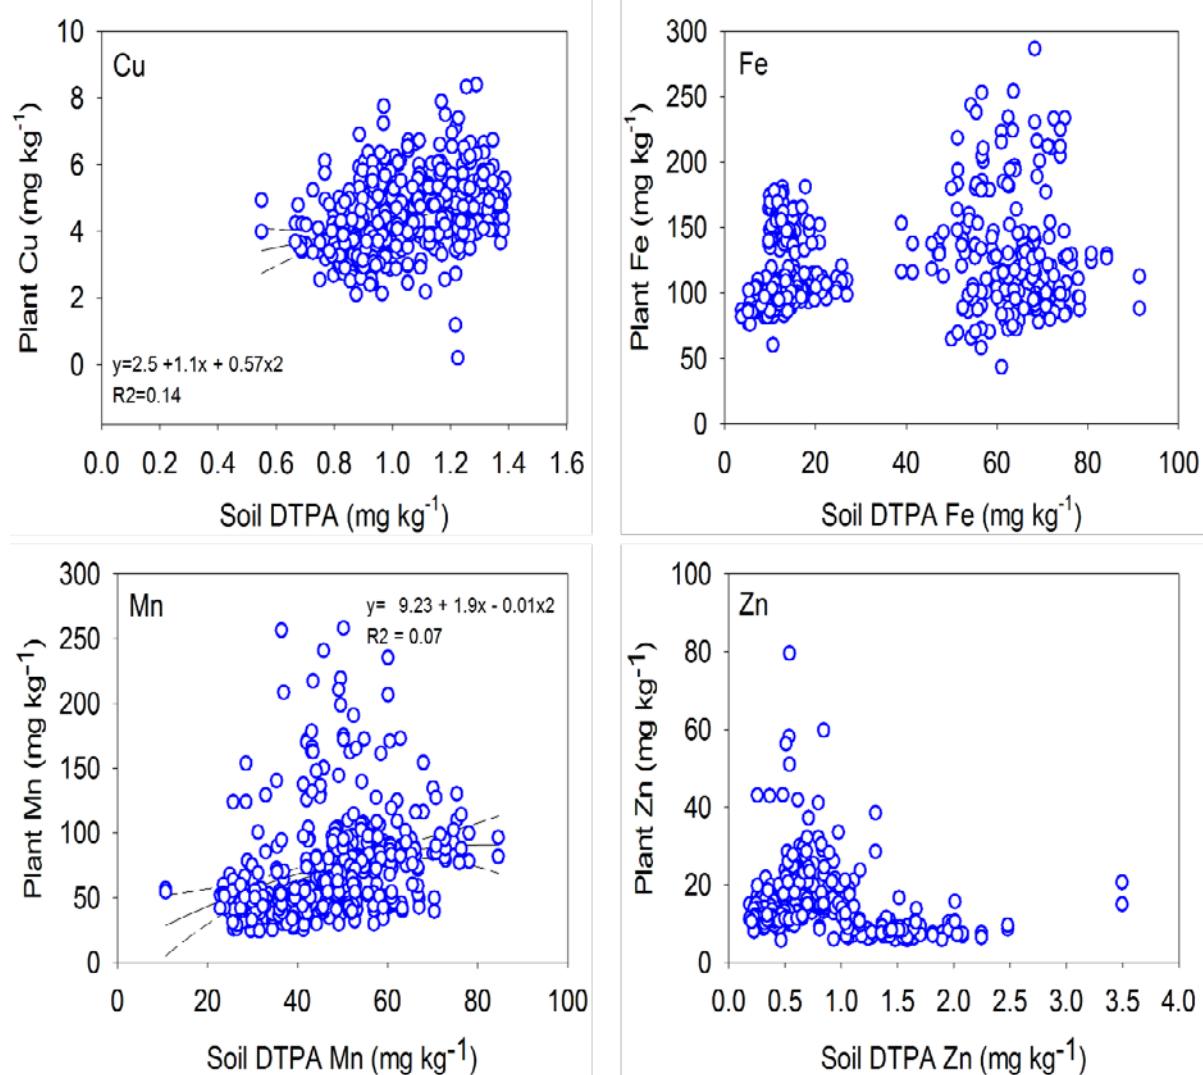 Cu
10
8
6
4
2
0
Plant Cu (mg kg-1)
y=2.5 +1.1x + 0.57x2
R2=0.14
0.0 0.2 0.4 0.6 0.8 1.0 1.2 1.4 1.6
Soil DTPA (mg kg-1)
Fe
300
250
200
150
100
50
0
Plant Fe (mg kg-1)
0 20 40 60 80 100
Soil DTPA Fe (mg kg-1)
Mn
y= 9.23 + 1.9x - 0.01x2
R2 = 0.07
300
250
200
150
100
50
0
Plant Mn (mg kg-1)
0 20 40 60 80 100
Soil DTPA Mn (mg kg-1)
Zn
100
80
60
40
20
0
Plant Zn (mg kg-1)
0.0 0.5 1.0 1.5 2.0 2.5 3.0 3.5 4.0
Soil DTPA Zn (mg kg-1)